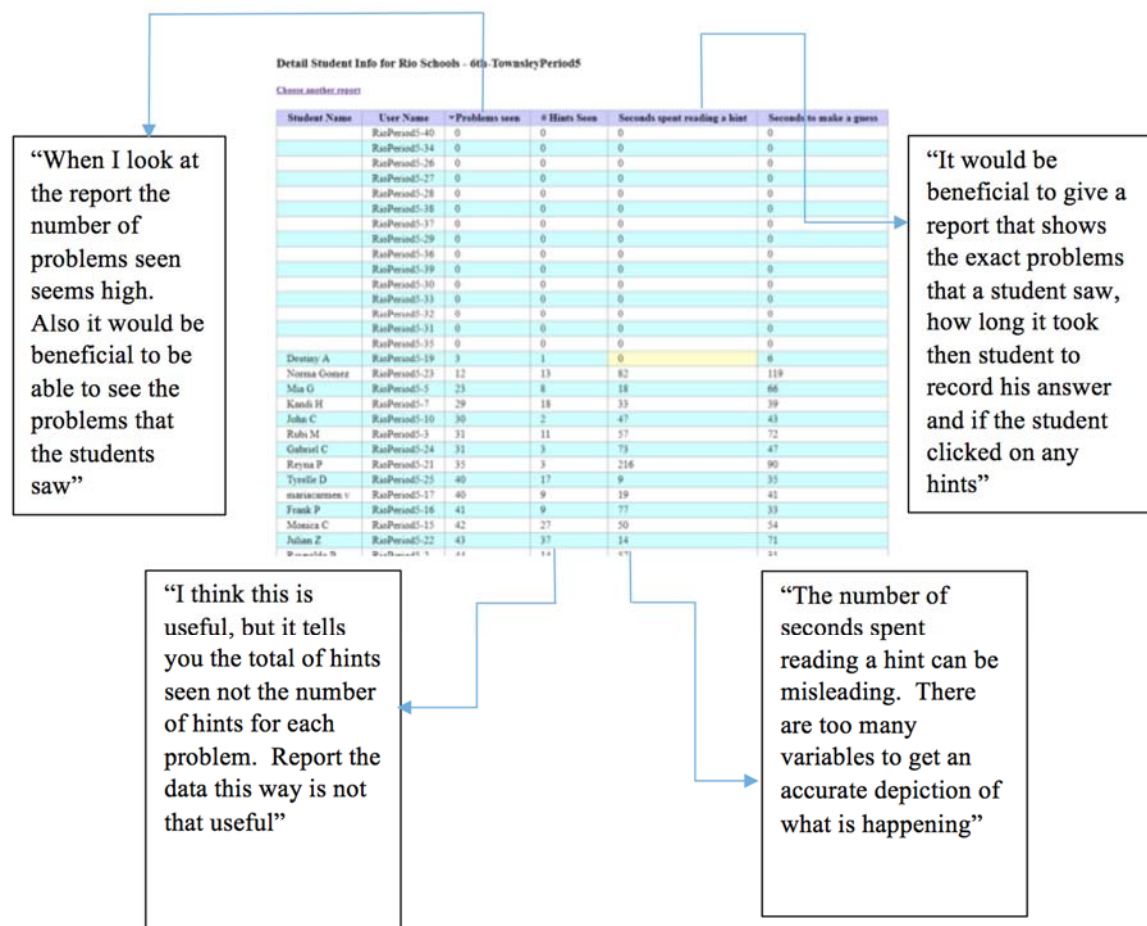 Detail Student Info for Rio Schools - 6th-TownsleyPeriod5
Choose another report
Student Name User Name Problems seen # Hints Seen Seconds spent reading a hint Seconds to make a guess
RioPeriod5-40 0 0 0 0
RioPeriod5-34 0 0 0 0
RioPeriod5-26 0 0 0 0
RioPeriod5-27 0 0 0 0
RioPeriod5-28 0 0 0 0
RioPeriod5-38 0 0 0 0
RioPeriod5-37 0 0 0 0
RioPeriod5-29 0 0 0 0
RioPeriod5-36 0 0 0 0
RioPeriod5-39 0 0 0 0
RioPeriod5-30 0 0 0 0
RioPeriod5-33 0 0 0 0
RioPeriod5-32 0 0 0 0
RioPeriod5-31 0 0 0 0
RioPeriod5-35 0 0 0 0
Destiny A RioPeriod5-19 3 1 0 6
Norma Gomez RioPeriod5-23 12 13 82 119
Mia G RioPeriod5-5 23 8 18 66
Kandi H RioPeriod5-7 29 18 33 39
John C RioPeriod5-10 30 2 47 43
Rubi M RioPeriod5-3 31 11 57 72
Gabriel C RioPeriod5-24 31 3 73 47
Reyna P RioPeriod5-21 35 3 216 90
Tyrelle D RioPeriod5-25 40 17 9 35
mariacarmen v RioPeriod5-17 40 9 19 41
Frank P RioPeriod5-16 41 9 77 33
Monica C RioPeriod5-15 42 27 50 54
Julian Z RioPeriod5-22 43 37 14 71
“When I look at
the report the
number of
problems seen
seems high.
Also it would be
beneficial to be
able to see the
problems that
the students
saw”
“It would be
beneficial to give a
report that shows
the exact problems
that a student saw,
how long it took
then student to
record his answer
and if the student
clicked on any
hints”
“I think this is
useful, but it tells
you the total of hints
seen not the number
of hints for each
problem.  Report the
data this way is not
that useful”
“The number of
seconds spent
reading a hint can be
misleading.  There
are too many
variables to get an
accurate depiction of
what is happening”